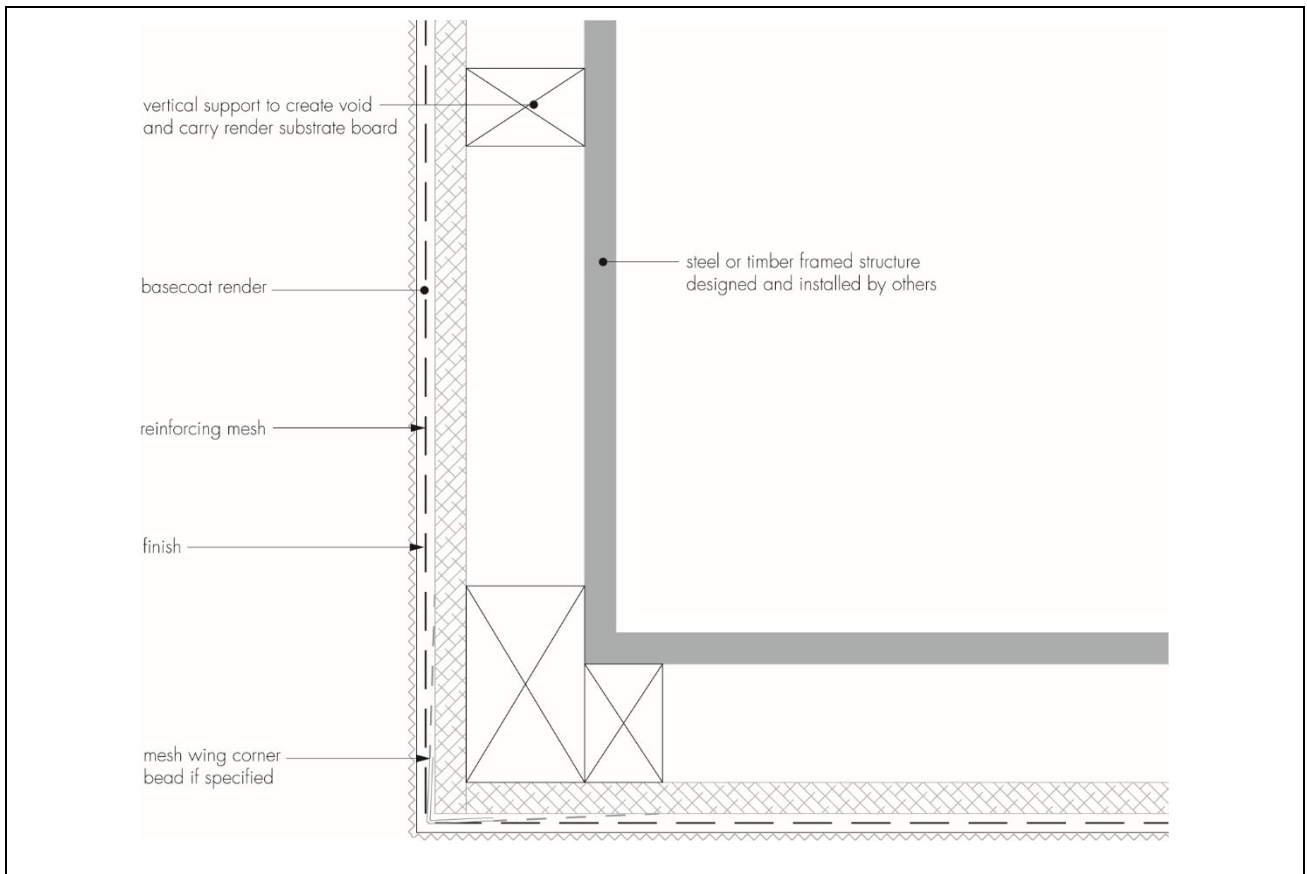 vertical support to create void
and carry render substrate board
steel or timber framed structure
designed and installed by others
basecoat render
reinforcing mesh
finish
mesh wing corner
bead if specified